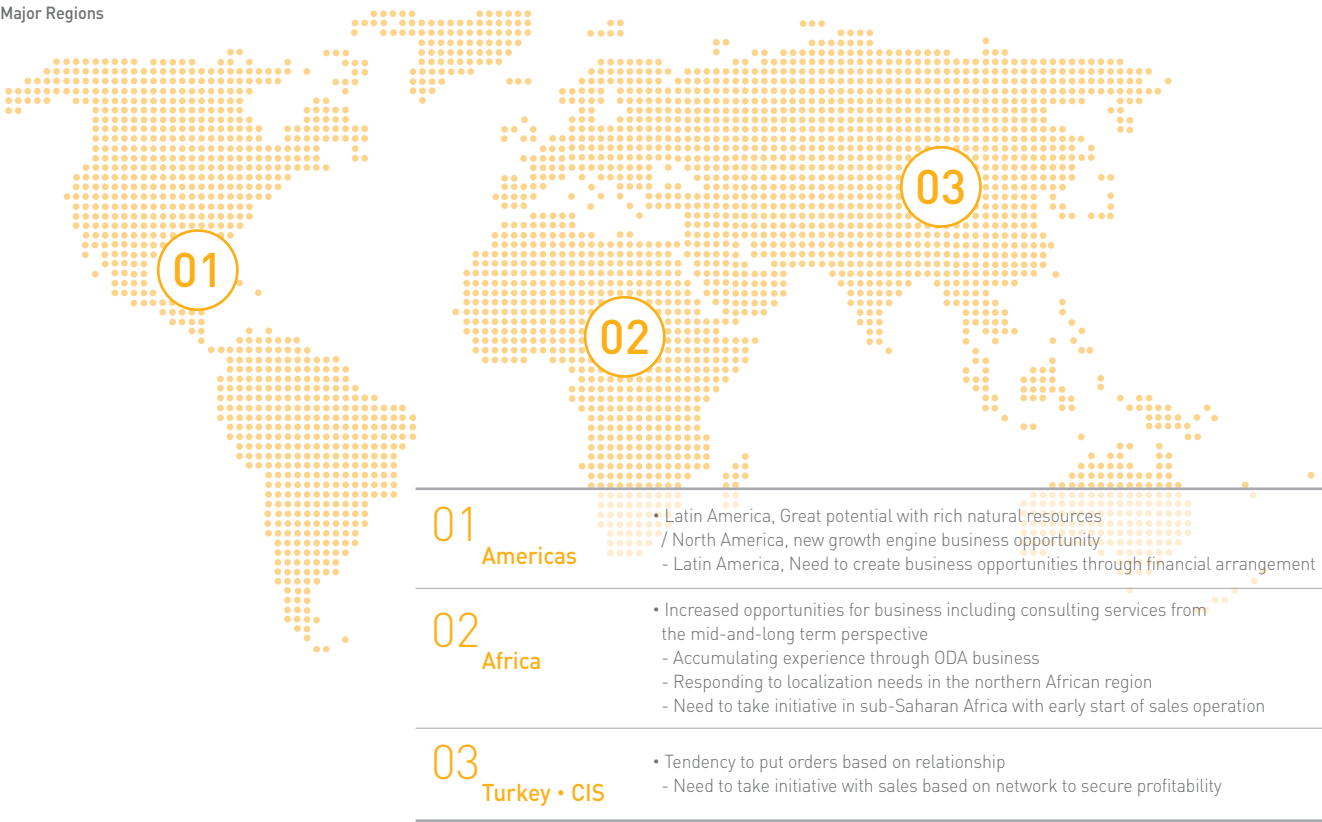 Major Regions
01
02
03
01
Americas
• Latin America, Great potential with rich natural resources
/ North America, new growth engine business opportunity
- Latin America, Need to create business opportunities through financial arrangement
02
Africa
• Increased opportunities for business including consulting services from
the mid-and-long term perspective
- Accumulating experience through ODA business
- Responding to localization needs in the northern African region
- Need to take initiative in sub-Saharan Africa with early start of sales operation
03
Turkey • CIS
• Tendency to put orders based on relationship
- Need to take initiative with sales based on network to secure profitability